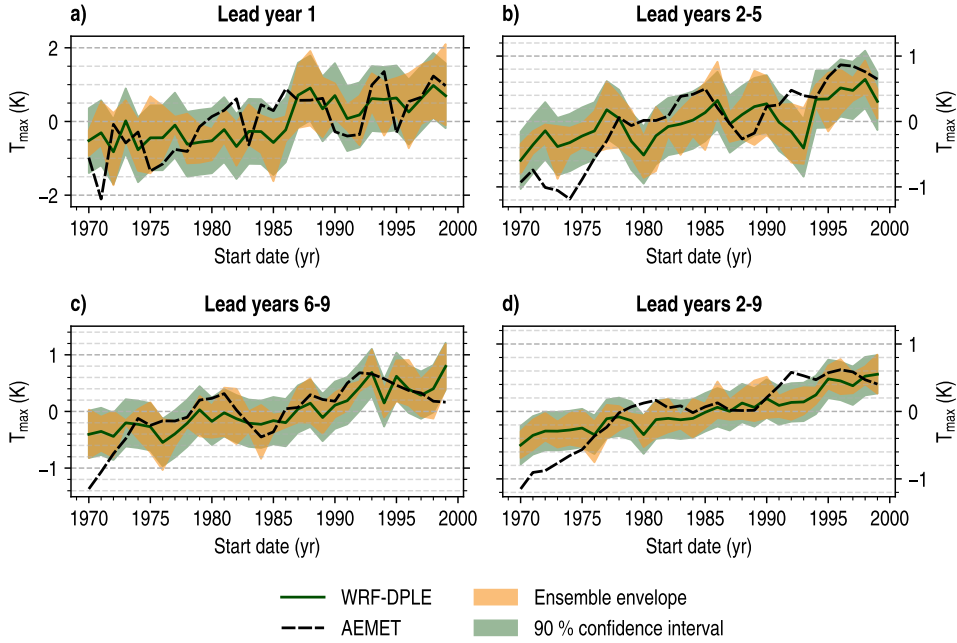 a) Lead year 1
b) Lead years 2-5
2
1
0
−1
−2
T_max (K)
1
0
−1
T_max (K)
1970 1975 1980 1985 1990 1995 2000
1970 1975 1980 1985 1990 1995 2000
Start date (yr)
Start date (yr)
c) Lead years 6-9
d) Lead years 2-9
1
0
−1
T_max (K)
1
0
−1
T_max (K)
1970 1975 1980 1985 1990 1995 2000
1970 1975 1980 1985 1990 1995 2000
Start date (yr)
Start date (yr)
WRF-DPLE
Ensemble envelope
AEMET
90 % confidence interval